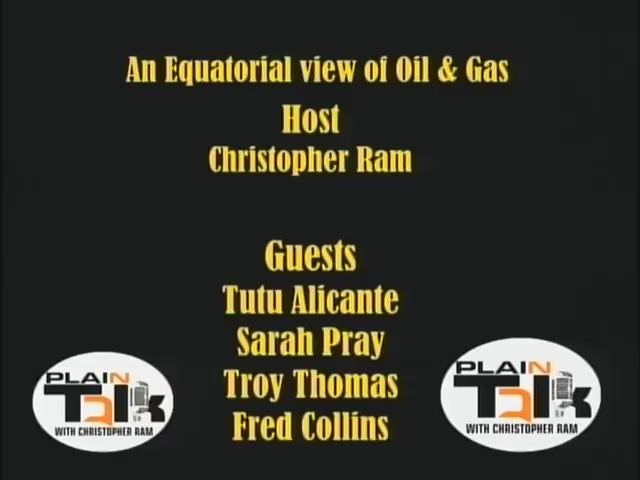 An Equatorial view of Oil & Gas
Host
Christopher Ram
Guests
Tutu Alicante
Sarah Pray
Troy Thomas
Fred Collins
PLAIN
Talk
WITH CHRISTOPHER RAM
PLAIN
Talk
WITH CHRISTOPHER RAM